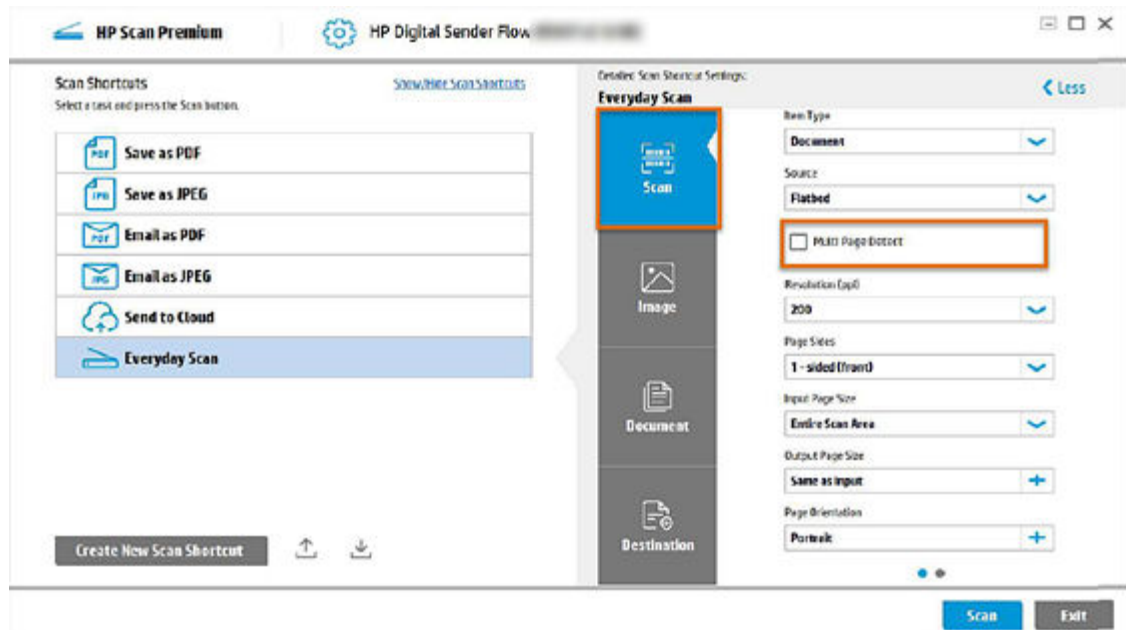 HP Scan Premium
HP Digital Sender Flow
Scan Shortcuts
Show/Hide Scan Shortcuts
Select a task and press the Scan button.
PDF
Save as PDF
JPG
Save as JPEG
PDF
Email as PDF
JPG
Email as JPEG
Send to Cloud
Everyday Scan
Create New Scan Shortcut
Detailed Scan Shortcut Settings:
Everyday Scan
Less
Scan
Image
Document
Destination
Item Type
Document
Source
Flatbed
Multi Page Detect
Resolution (ppi)
200
Page Sides
1 - sided (front)
Input Page Size
Entire Scan Area
Output Page Size
Same as input
Page Orientation
Portrait
Scan
Exit